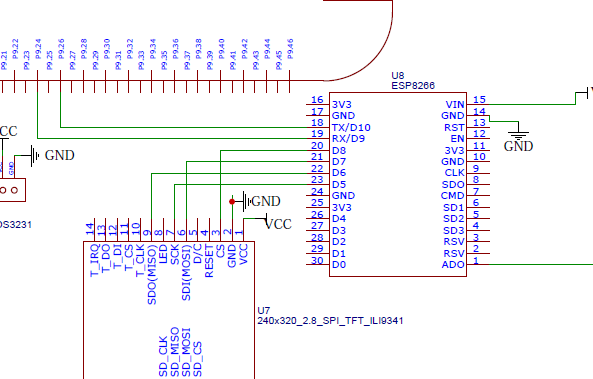 P9.21
P9.22
P9.23
P9.24
P9.25
P9.26
P9.27
P9.28
P9.29
P9.30
P9.31
P9.32
P9.33
P9.34
P9.35
P9.36
P9.37
P9.38
P9.39
P9.40
P9.41
P9.42
P9.43
P9.44
P9.45
P9.46
U8
ESP8266
16 3V3 VIN 15
17 GND GND 14
18 TX/D10 RST 13
19 RX/D9 EN 12
20 D8 3V3 11
21 D7 GND 10
22 D6 CLK 9
23 D5 SDO 8
24 GND CMD 7
25 3V3 SD1 6
26 D4 SD2 5
27 D3 SD3 4
28 D2 RSV 3
29 D1 RSV 2
30 D0 ADO 1
V
GND
CC
GND
GND
DS3231
GND
VCC
14 T_IRQ
13 T_DO
12 T_DI
11 T_CS
10 T_CLK
9 SDO(MISO)
8 LED
7 SCK
6 SDI(MOSI)
5 D/C
4 RESET
3 CS
2 GND
1 VCC
SD_CLK
SD_MISO
SD_MOSI
SD_CS
U7
240x320_2.8_SPI_TFT_ILI9341